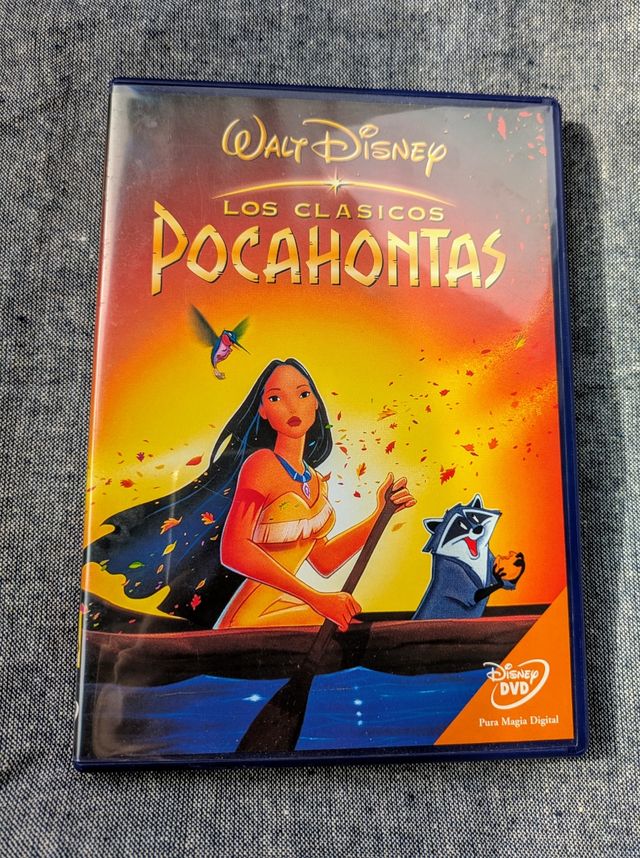 Walt Disney
LOS CLASICOS
POCAHONTAS
Disney
DVD
Pura Magia Digital